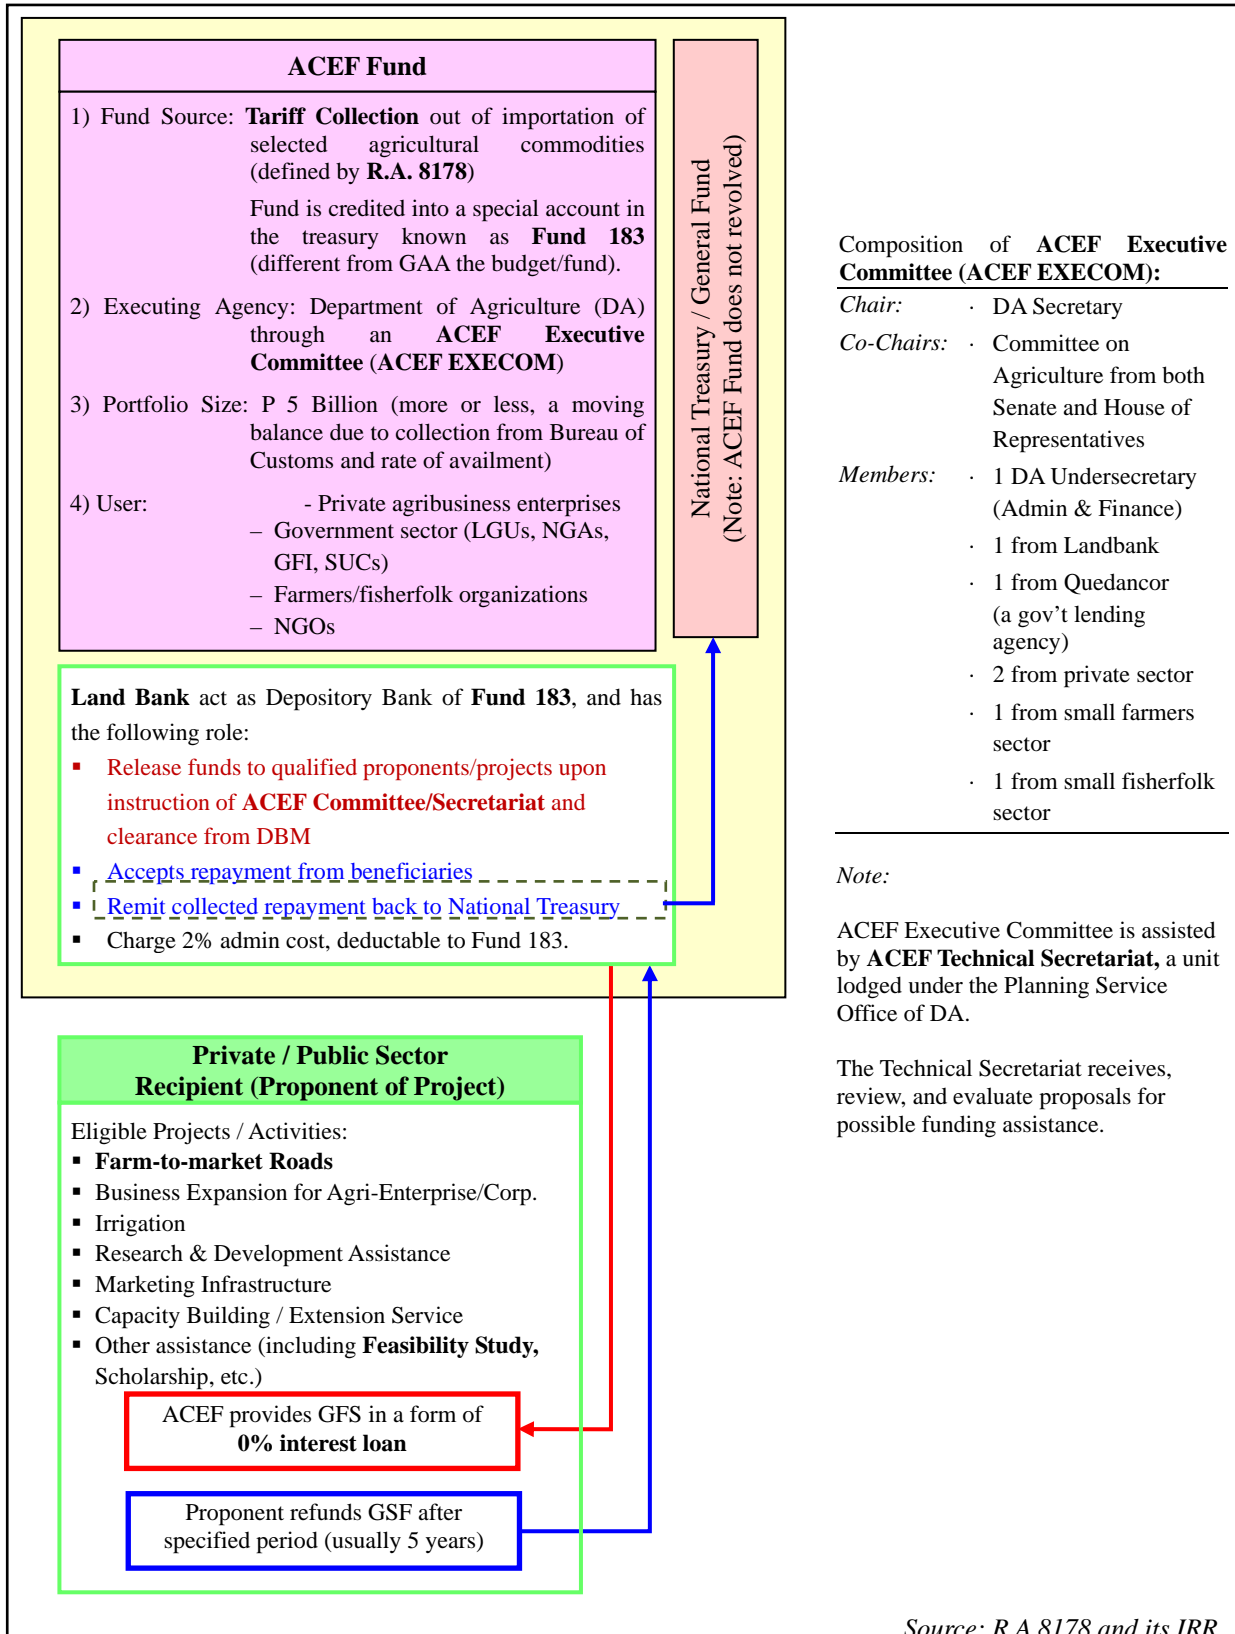 ACEF Fund
1) Fund Source: Tariff Collection out of importation of
selected agricultural commodities
(defined by R.A. 8178)
Fund is credited into a special account in
the treasury known as Fund 183
(different from GAA the budget/fund).
2) Executing Agency: Department of Agriculture (DA)
through an ACEF Executive
Committee (ACEF EXECOM)
3) Portfolio Size: P 5 Billion (more or less, a moving
balance due to collection from Bureau of
Customs and rate of availment)
4) User: - Private agribusiness enterprises
– Government sector (LGUs, NGAs,
GFI, SUCs)
– Farmers/fisherfolk organizations
– NGOs
National Treasury / General Fund
(Note: ACEF Fund does not revolved)
Land Bank act as Depository Bank of Fund 183, and has
the following role:
▪ Release funds to qualified proponents/projects upon
instruction of ACEF Committee/Secretariat and
clearance from DBM
▪ Accepts repayment from beneficiaries
▪ Remit collected repayment back to National Treasury
▪ Charge 2% admin cost, deductable to Fund 183.
Private / Public Sector
Recipient (Proponent of Project)
Eligible Projects / Activities:
▪ Farm-to-market Roads
▪ Business Expansion for Agri-Enterprise/Corp.
▪ Irrigation
▪ Research & Development Assistance
▪ Marketing Infrastructure
▪ Capacity Building / Extension Service
▪ Other assistance (including Feasibility Study,
Scholarship, etc.)
ACEF provides GFS in a form of
0% interest loan
Proponent refunds GSF after
specified period (usually 5 years)
Composition of ACEF Executive
Committee (ACEF EXECOM):
Chair: · DA Secretary
Co-Chairs: · Committee on
Agriculture from both
Senate and House of
Representatives
Members: · 1 DA Undersecretary
(Admin & Finance)
· 1 from Landbank
· 1 from Quedancor
(a gov't lending
agency)
· 2 from private sector
· 1 from small farmers
sector
· 1 from small fisherfolk
sector
Note:
ACEF Executive Committee is assisted
by ACEF Technical Secretariat, a unit
lodged under the Planning Service
Office of DA.
The Technical Secretariat receives,
review, and evaluate proposals for
possible funding assistance.
Source: R.A 8178 and its IRR